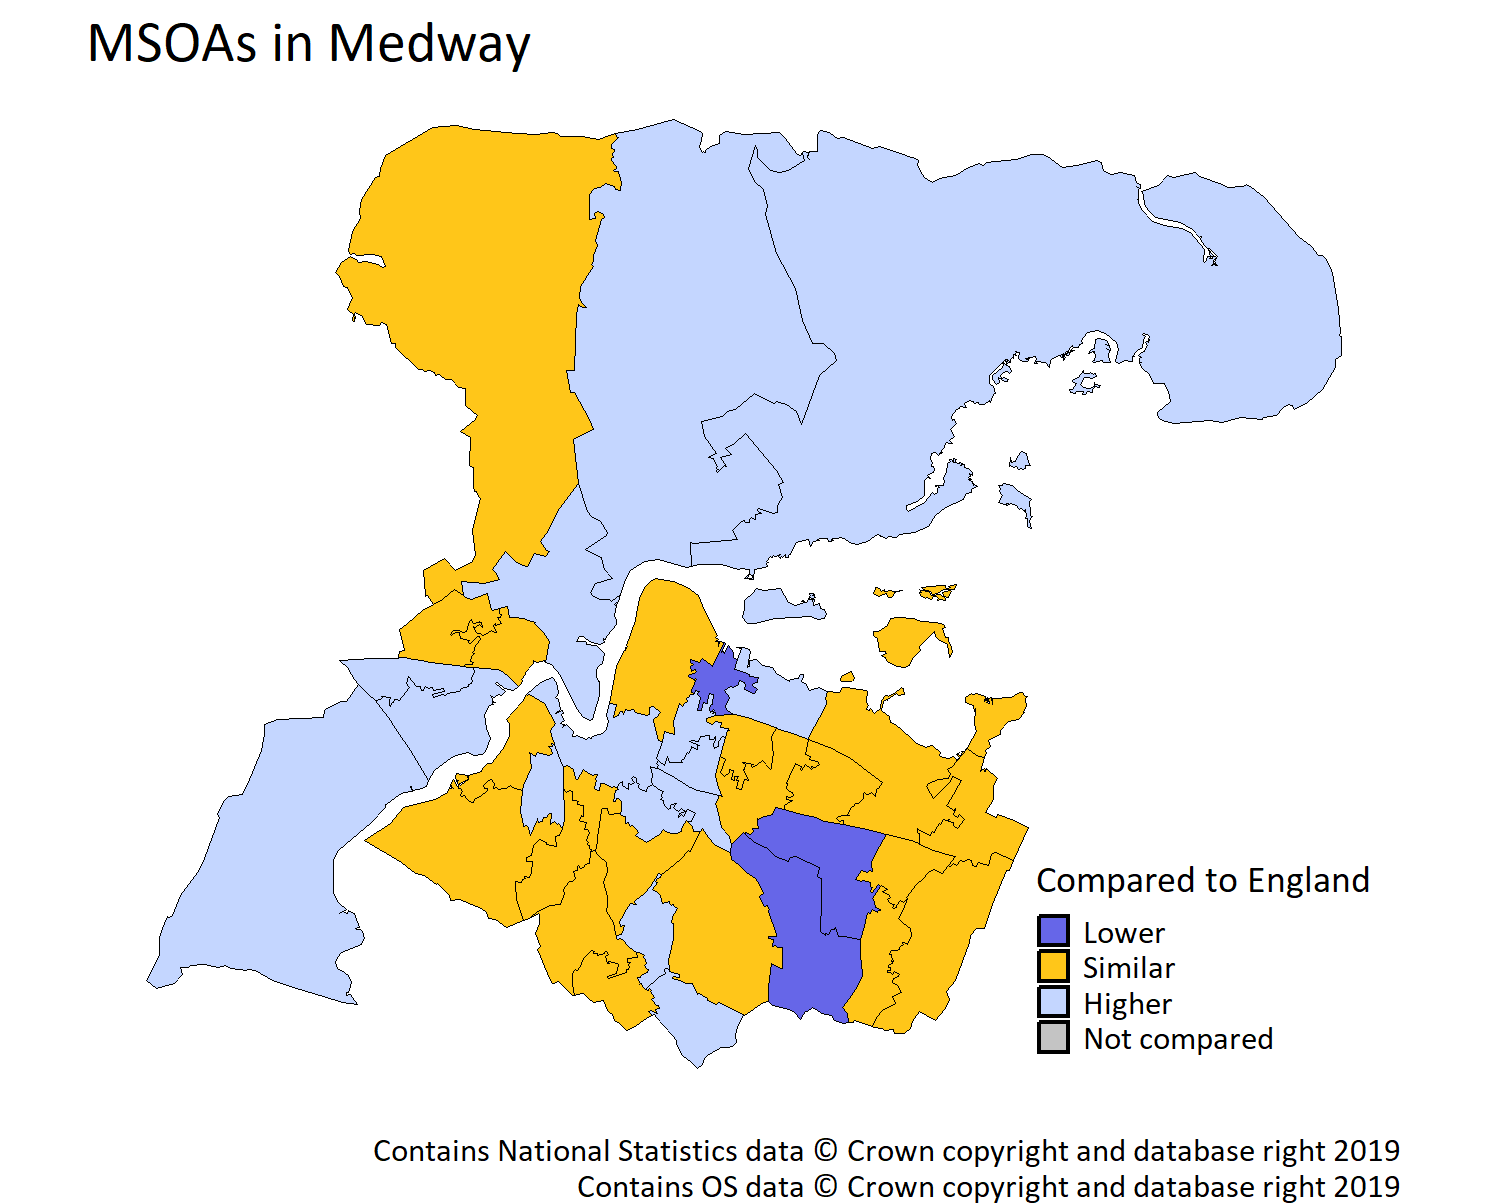 MSOAs in Medway
Compared to England
Lower
Similar
Higher
Not compared
Contains National Statistics data © Crown copyright and database right 2019
Contains OS data © Crown copyright and database right 2019